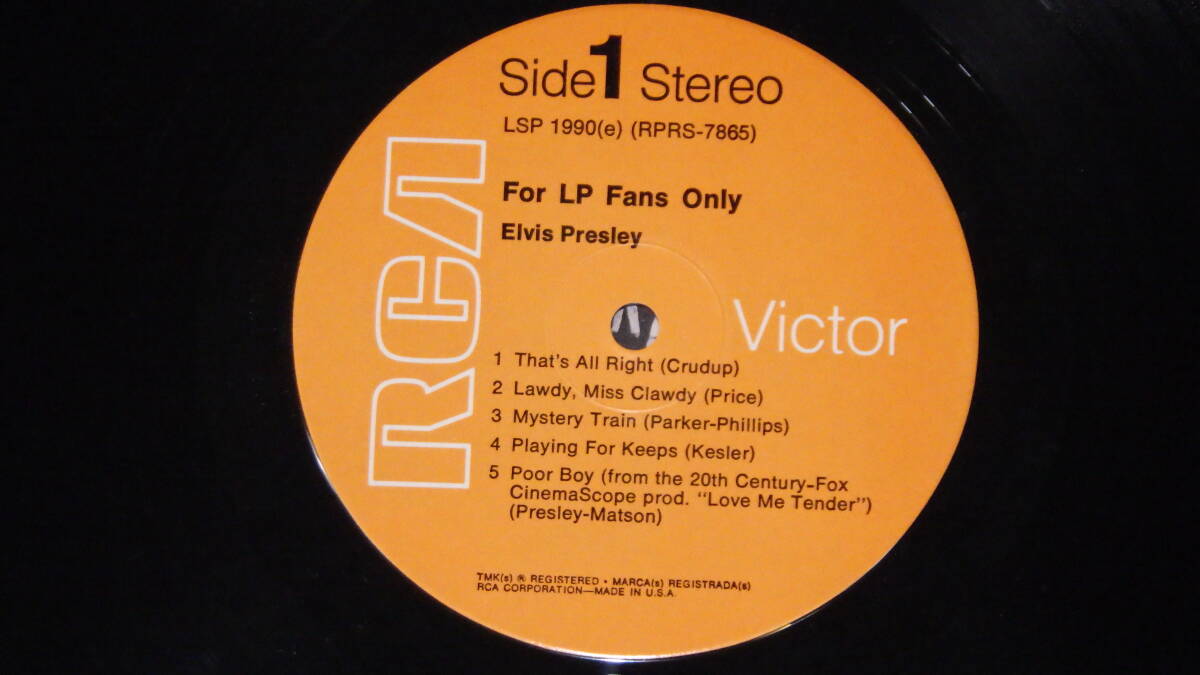 Side 1 Stereo
LSP 1990(e) (RPRS-7865)
For LP Fans Only
Elvis Presley
RCA
Victor
1 That's All Right (Crudup)
2 Lawdy, Miss Clawdy (Price)
3 Mystery Train (Parker-Phillips)
4 Playing For Keeps (Kesler)
5 Poor Boy (from the 20th Century-Fox
CinemaScope prod. "Love Me Tender")
(Presley-Matson)
TMK(s) ® REGISTERED • MARCA(s) REGISTRADA(s)
RCA CORPORATION—MADE IN U.S.A.